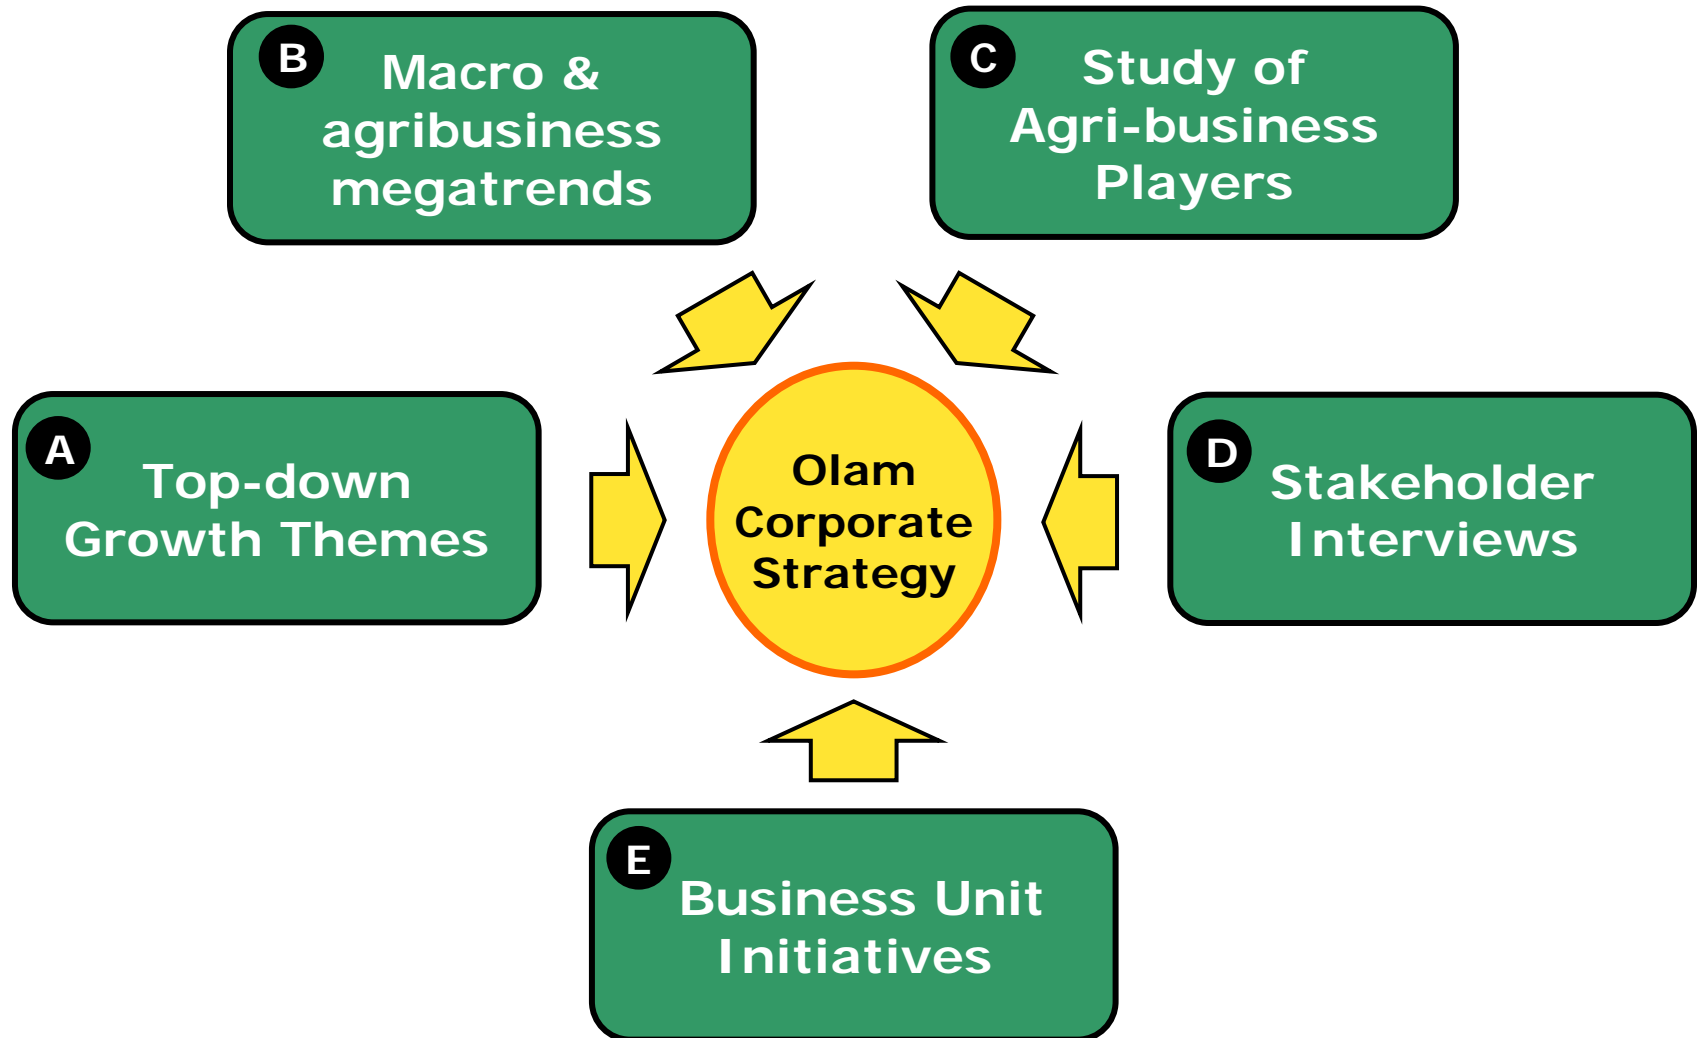 B
Macro &
agribusiness
megatrends
C
Study of
Agri-business
Players
A
Top-down
Growth Themes
Olam
Corporate
Strategy
D
Stakeholder
Interviews
E
Business Unit
Initiatives